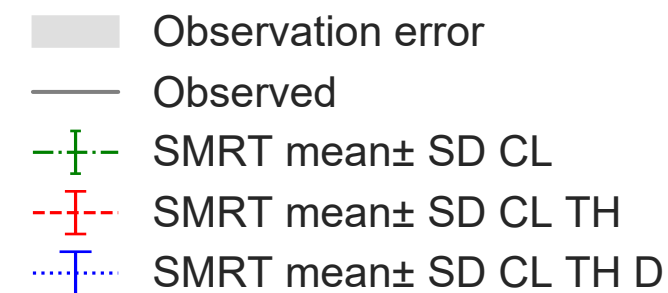 Observation error
Observed
SMRT mean± SD CL
SMRT mean± SD CL TH
SMRT mean± SD CL TH D